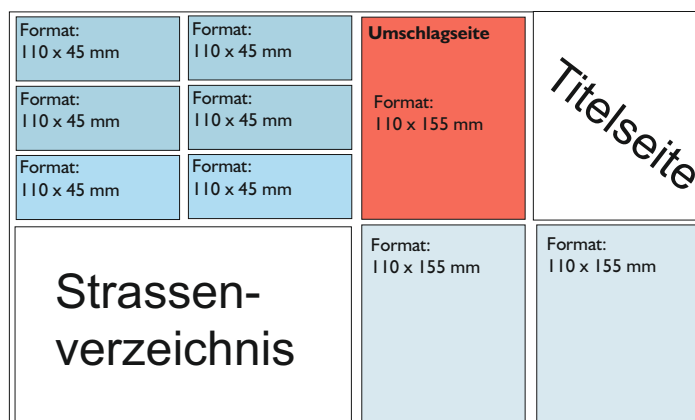 Format:
110 x 45 mm
Format:
110 x 45 mm
Format:
110 x 45 mm
Format:
110 x 45 mm
Format:
110 x 45 mm
Format:
110 x 45 mm
Umschlagseite
Format:
110 x 155 mm
Titelseite
Strassen-
verzeichnis
Format:
110 x 155 mm
Format:
110 x 155 mm